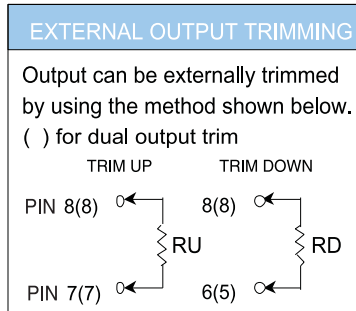 EXTERNAL OUTPUT TRIMMING
Output can be externally trimmed
by using the method shown below.
( ) for dual output trim
TRIM UP TRIM DOWN
PIN 8(8) 8(8)
RU RD
PIN 7(7) 6(5)